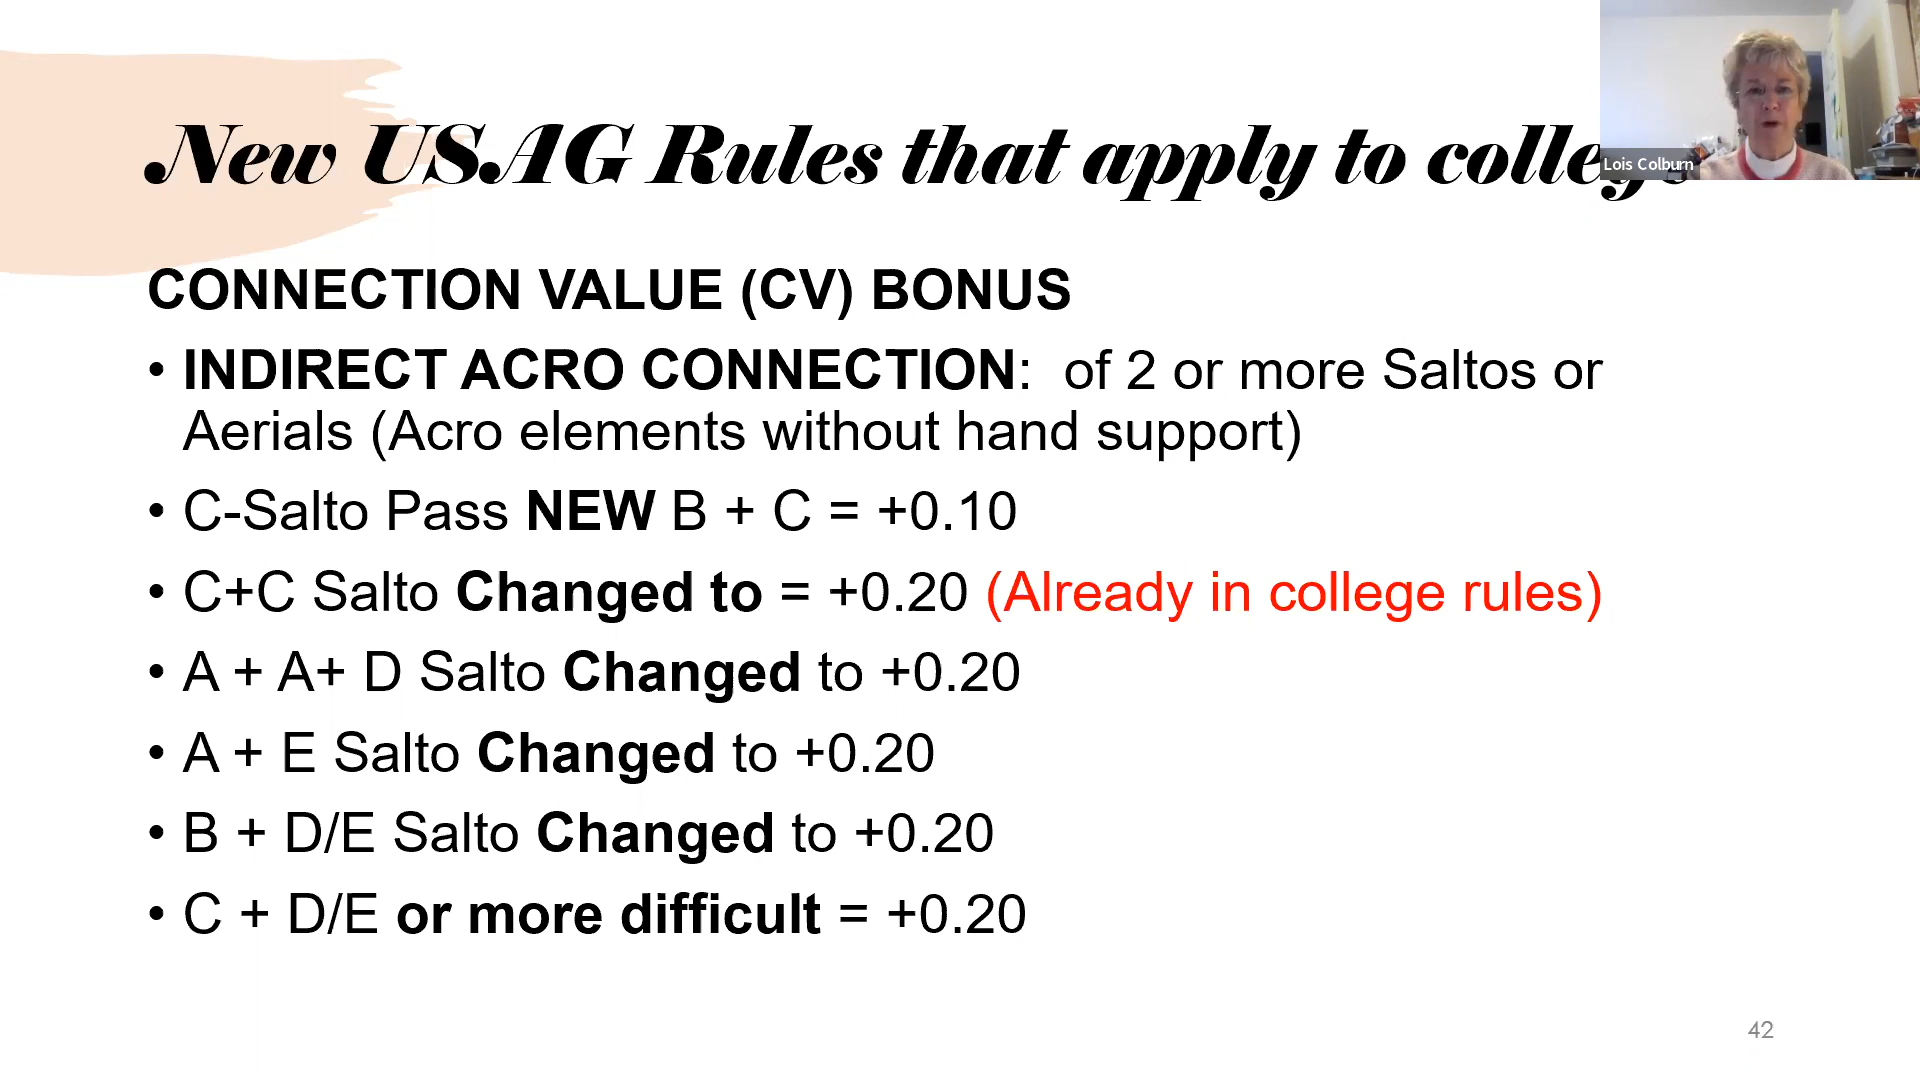 New USAG Rules that apply to college
Lois Colburn
CONNECTION VALUE (CV) BONUS
• INDIRECT ACRO CONNECTION: of 2 or more Saltos or
Aerials (Acro elements without hand support)
• C-Salto Pass NEW B + C = +0.10
• C+C Salto Changed to = +0.20 (Already in college rules)
• A + A+ D Salto Changed to +0.20
• A + E Salto Changed to +0.20
• B + D/E Salto Changed to +0.20
• C + D/E or more difficult = +0.20
42